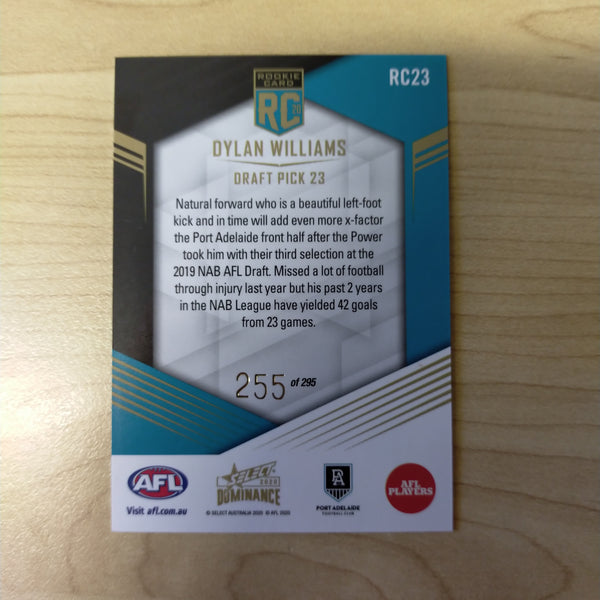 ROOKIE CARD
RC 20
RC23
DYLAN WILLIAMS
DRAFT PICK 23
Natural forward who is a beautiful left-foot
kick and in time will add even more x-factor
the Port Adelaide front half after the Power
took him with their third selection at the
2019 NAB AFL Draft. Missed a lot of football
through injury last year but his past 2 years
in the NAB League have yielded 42 goals
from 23 games.
255 of 295
AFL
Visit afl.com.au
SELECT
2020
DOMINANCE
© SELECT AUSTRALIA 2020 © AFL 2020
PA
PORT ADELAIDE
FOOTBALL CLUB
AFL
PLAYERS